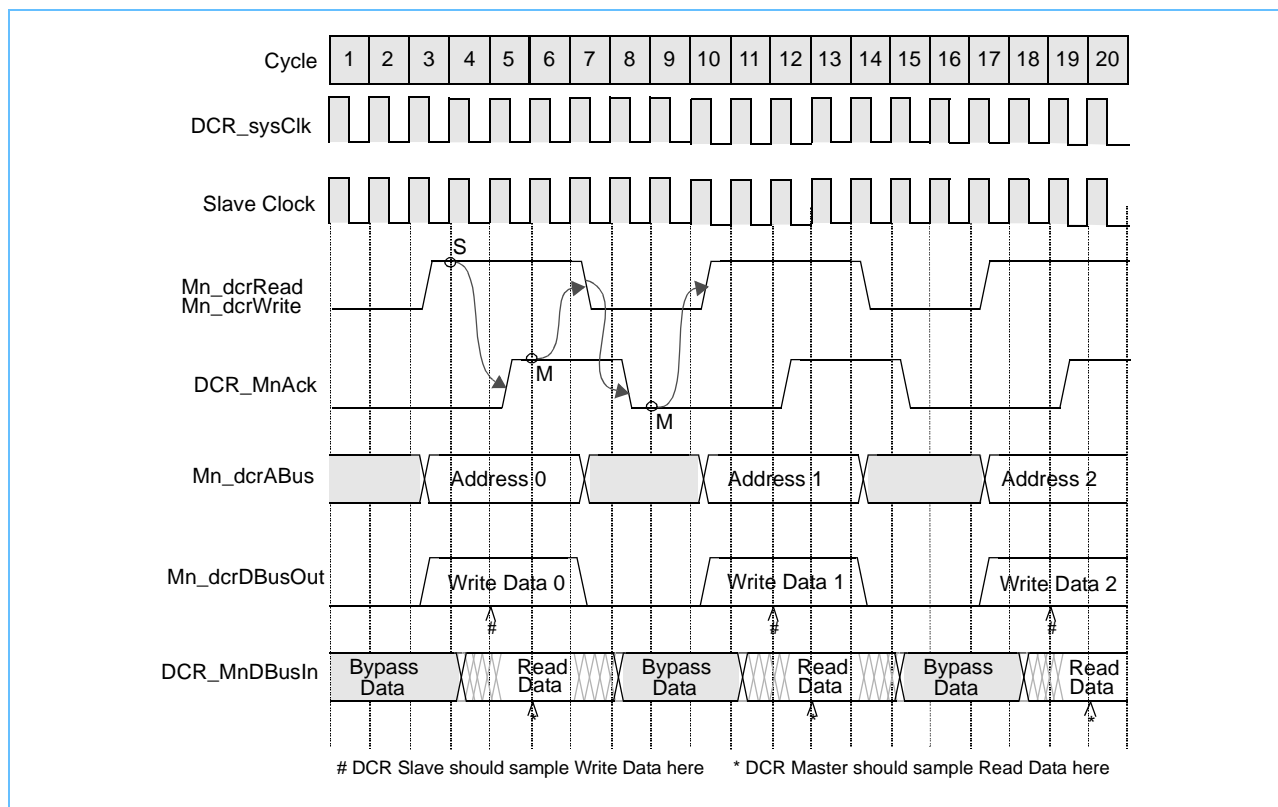 Cycle 1 2 3 4 5 6 7 8 9 10 11 12 13 14 15 16 17 18 19 20
DCR_sysClk
Slave Clock
S
Mn_dcrRead
Mn_dcrWrite
DCR_MnAck
M
M
Mn_dcrABus Address 0 Address 1 Address 2
Mn_dcrDBusOut Write Data 0 Write Data 1 Write Data 2
# # #
DCR_MnDBusIn Bypass Data Read Data Bypass Data Read Data Bypass Data Read Data
* * *
# DCR Slave should sample Write Data here * DCR Master should sample Read Data here